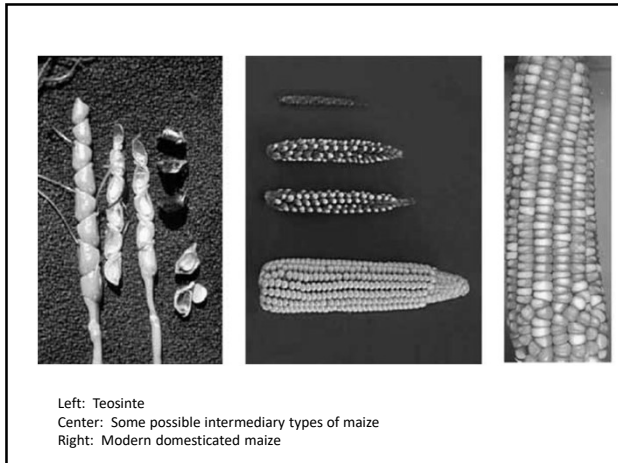 Left: Teosinte
Center: Some possible intermediary types of maize
Right: Modern domesticated maize